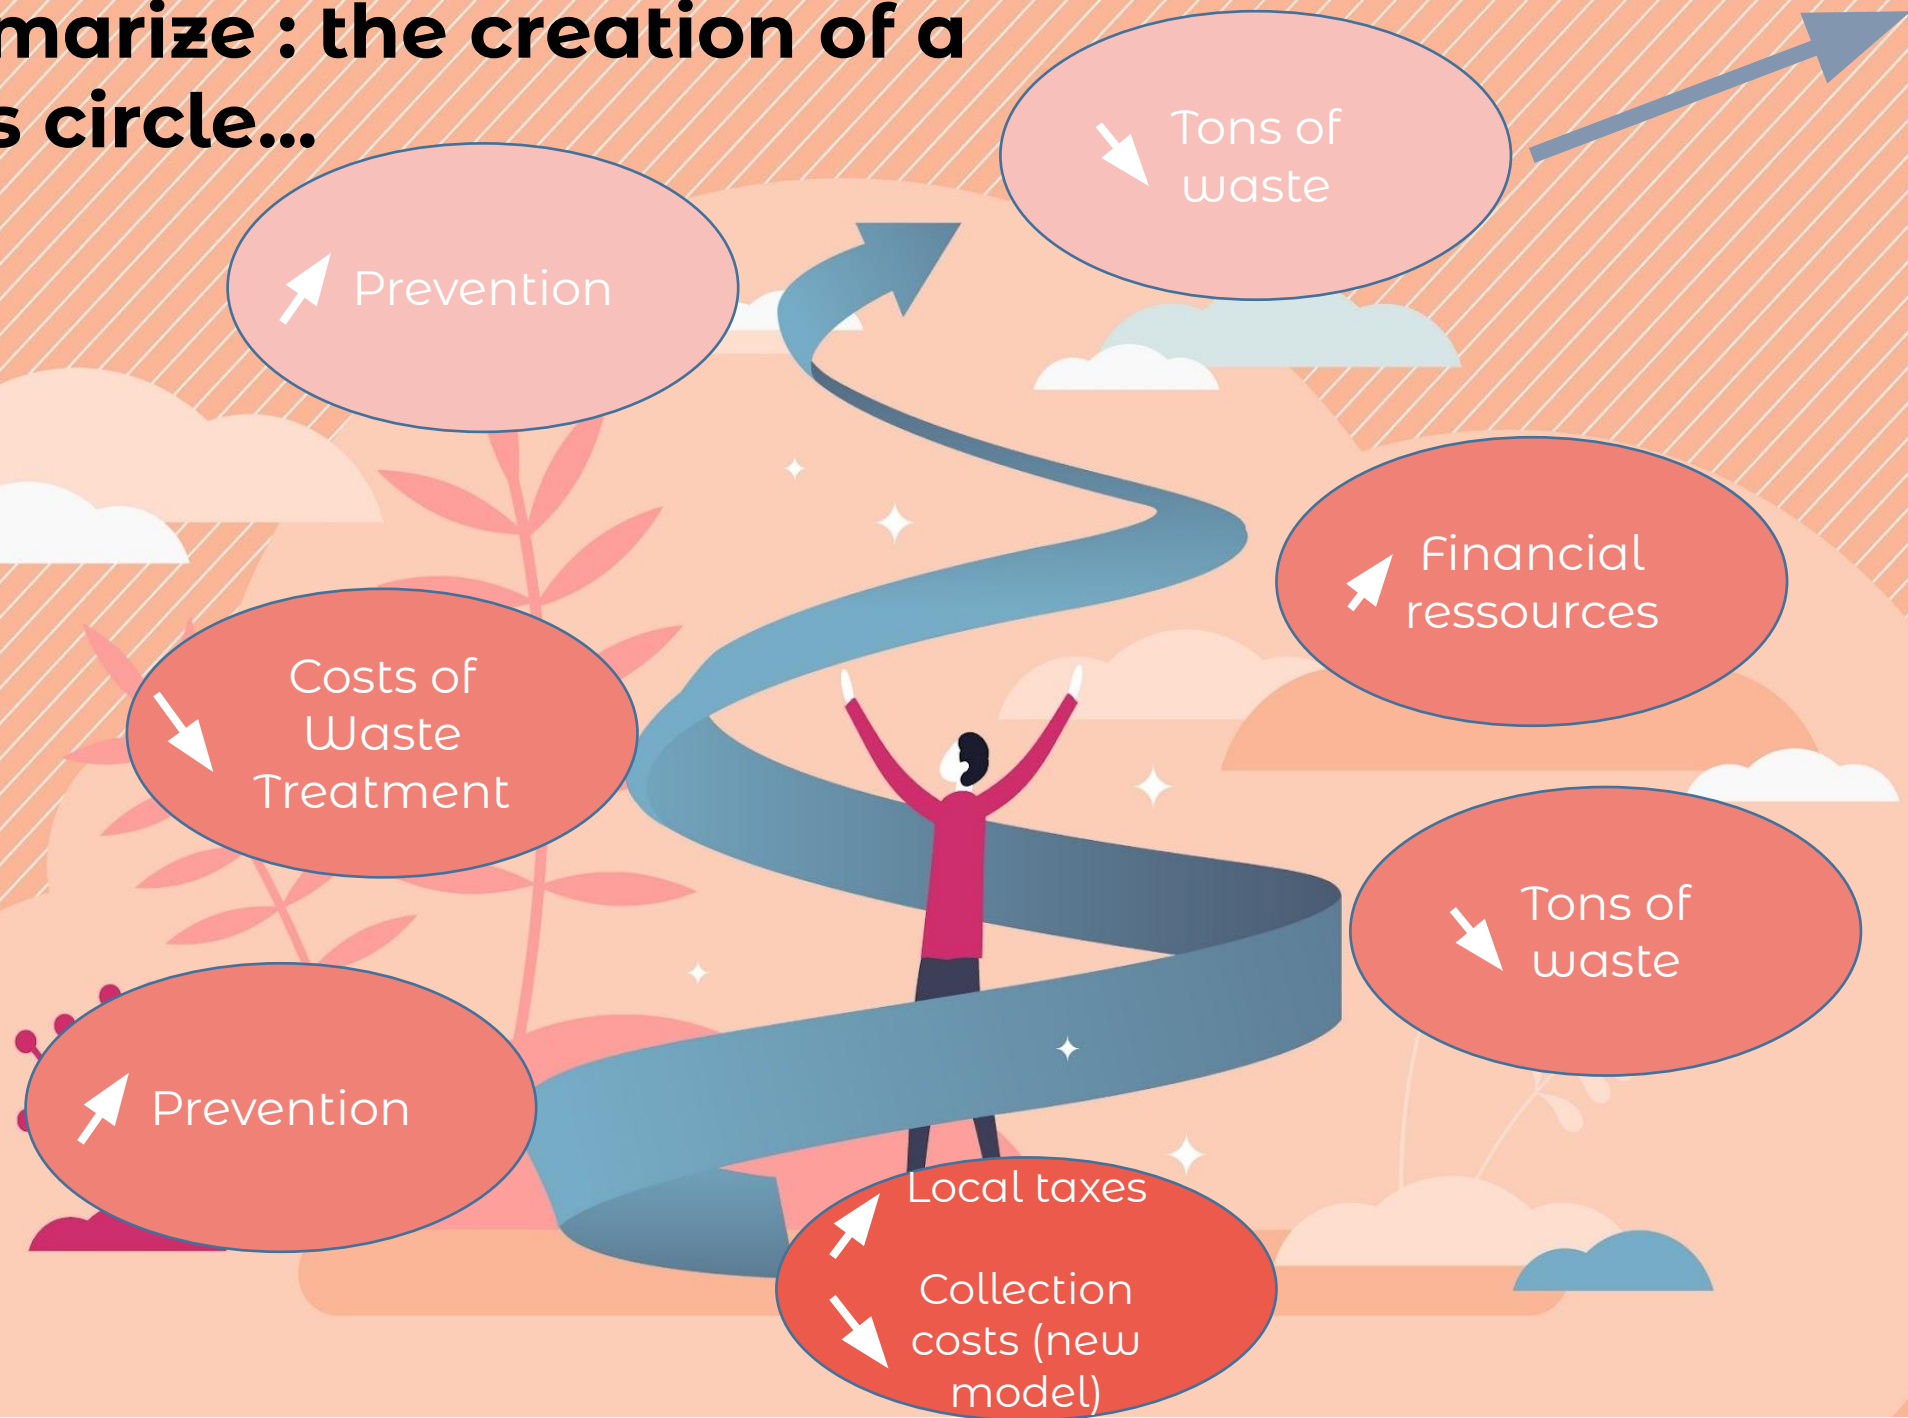 marize : the creation of a
s circle...
Tons of
waste
Prevention
Financial
ressources
Costs of
Waste
Treatment
Tons of
waste
Prevention
Local taxes
Collection
costs (new
model)